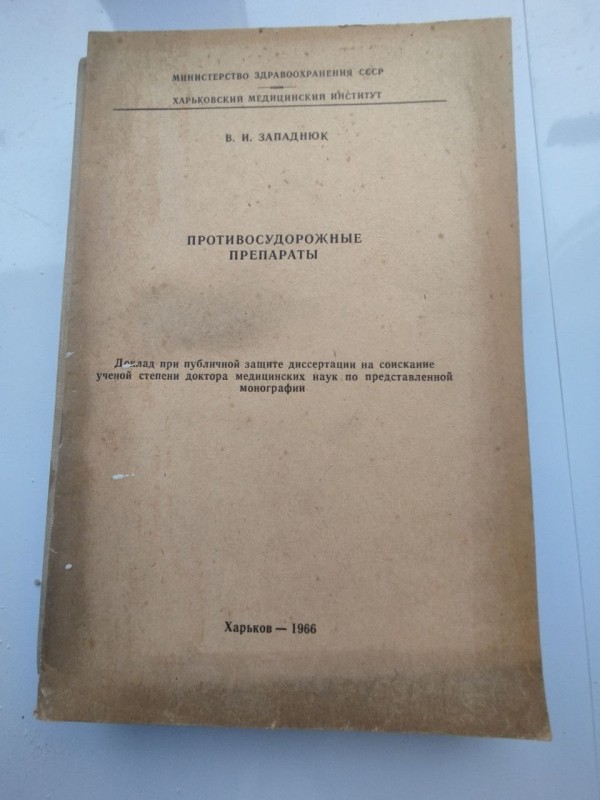 МИНИСТЕРСТВО ЗДРАВООХРАНЕНИЯ СССР
ХАРЬКОВСКИЙ МЕДИЦИНСКИЙ ИНСТИТУТ
В. И. ЗАПАДНЮК
ПРОТИВОСУДОРОЖНЫЕ
ПРЕПАРАТЫ
Доклад при публичной защите диссертации на соискание
ученой степени доктора медицинских наук по представленной
монографии
Харьков — 1966